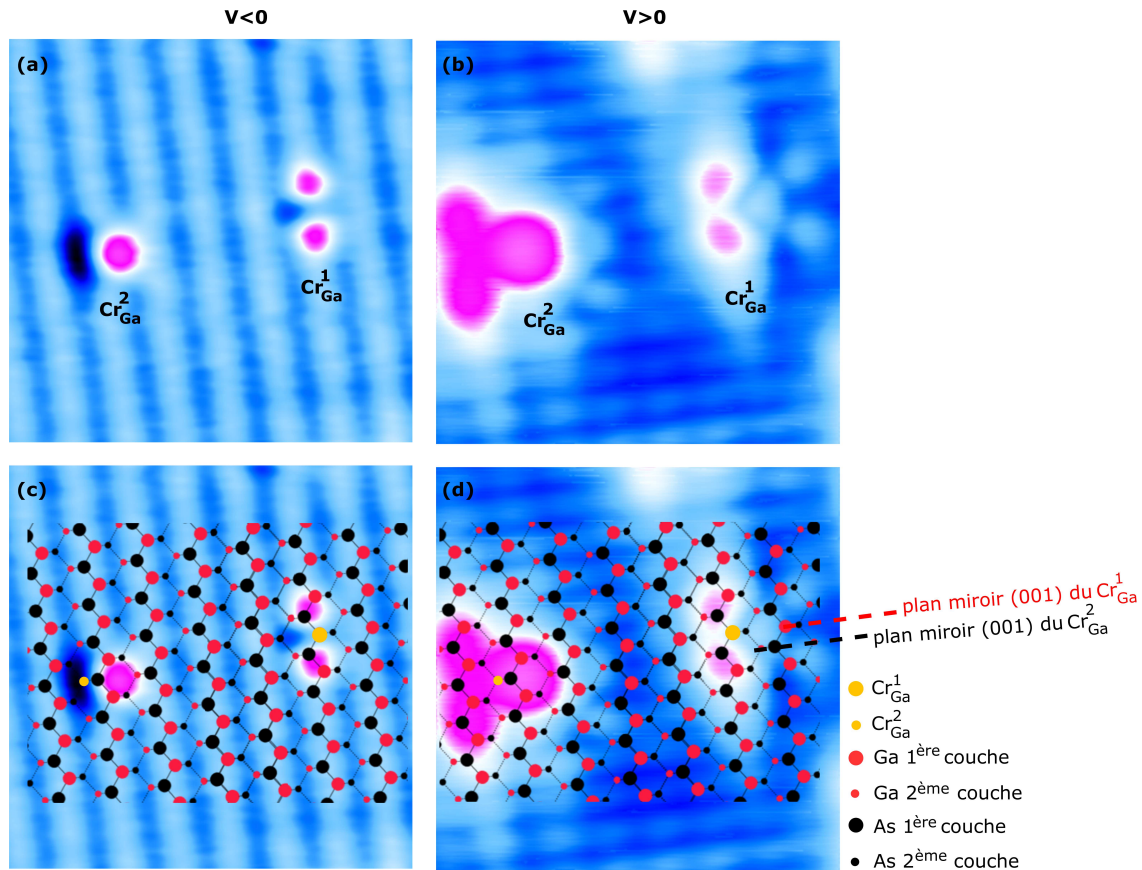 V<0
V>0
(a)
(b)
Cr¹Ga
Cr²Ga
Cr¹Ga
Cr²Ga
(c)
(d)
plan miroir (001) du Cr¹Ga
plan miroir (001) du Cr²Ga
Cr¹Ga
Cr²Ga
Ga 1ère couche
Ga 2ème couche
As 1ère couche
As 2ème couche